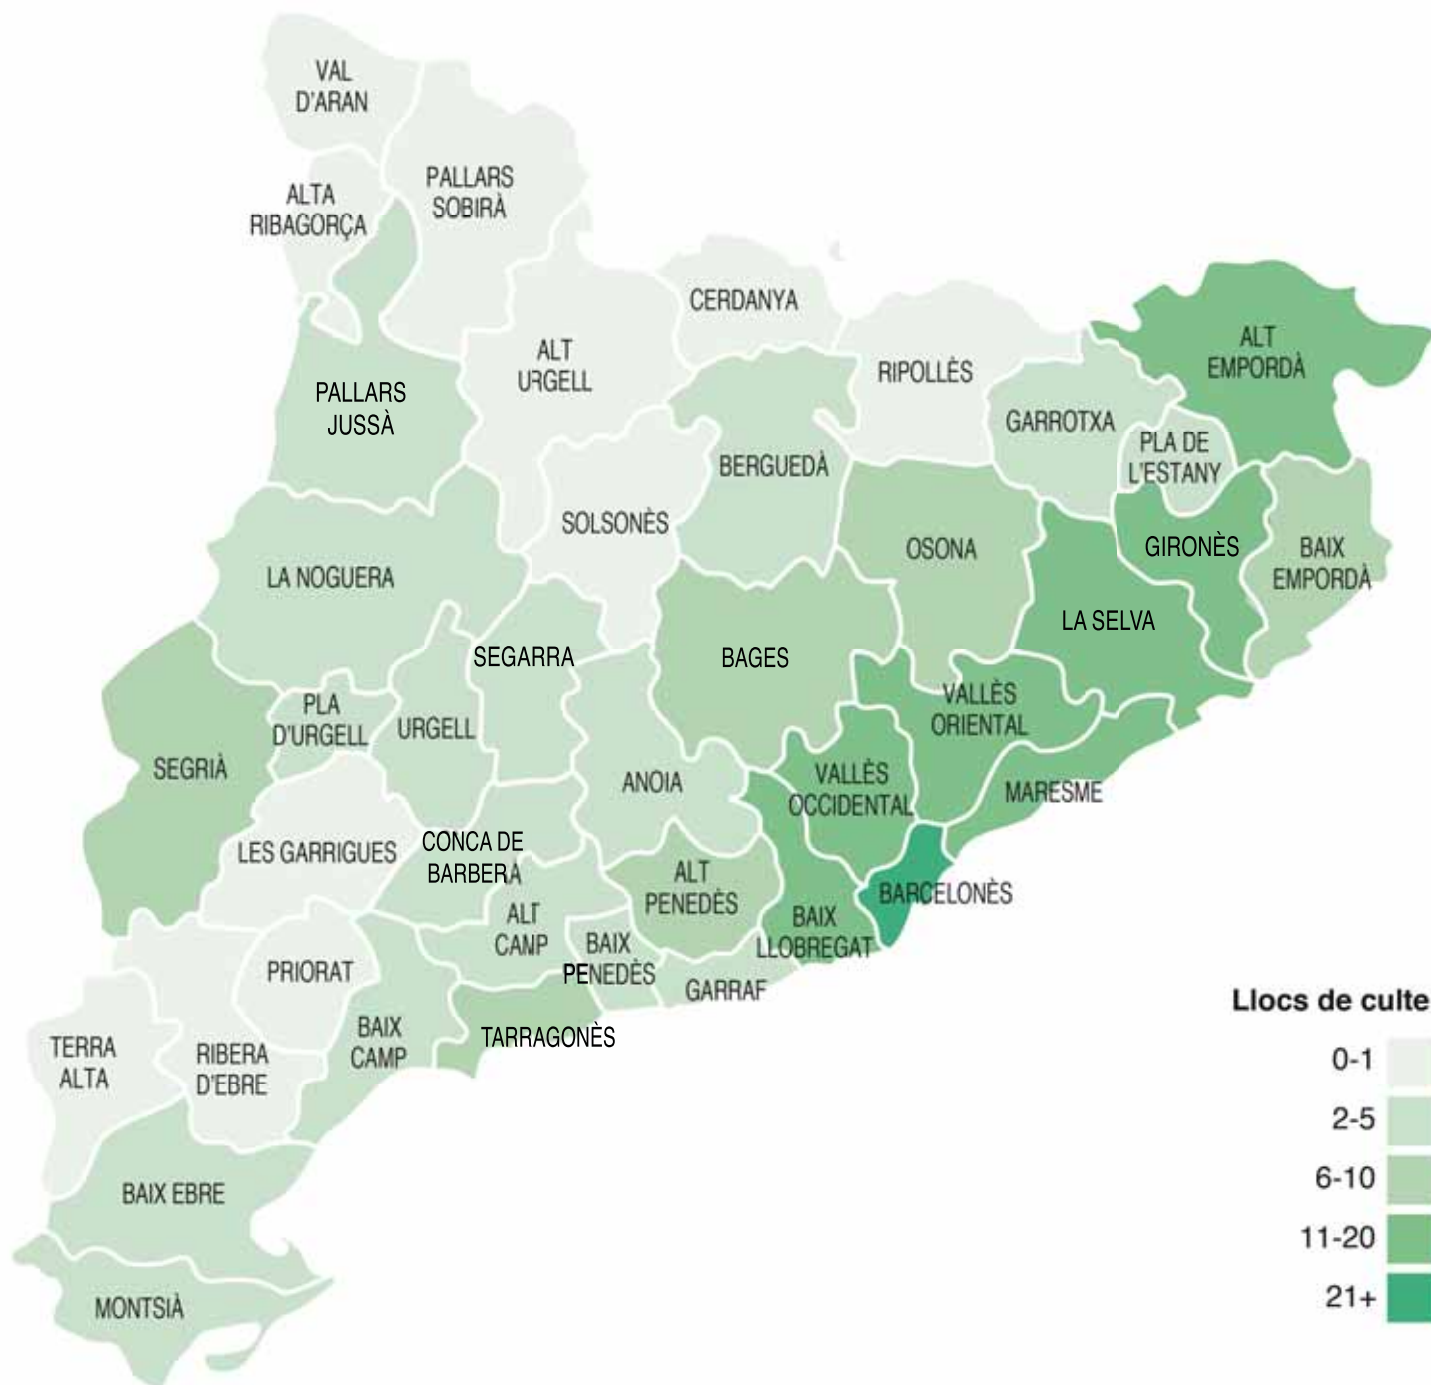 VAL
D'ARAN
PALLARS
SOBIRÀ
ALTA
RIBAGORÇA
CERDANYA
ALT
URGELL
RIPOLLÈS
ALT
EMPORDÀ
PALLARS
JUSSÀ
GARROTXA
PLA DE
L'ESTANY
BERGUEDÀ
SOLSONÈS
OSONA
GIRONÈS
BAIX
EMPORDÀ
LA NOGUERA
LA SELVA
SEGARRA
BAGES
PLA
D'URGELL
URGELL
VALLÈS
ORIENTAL
SEGRIÀ
ANOIA
VALLÈS
OCCIDENTAL
MARESME
LES GARRIGUES
CONCA DE
BARBERÀ
ALT
PENEDÈS
BARCELONÈS
ALT
CAMP
BAIX
PENEDÈS
BAIX
LLOBREGAT
PRIORAT
GARRAF
BAIX
CAMP
TARRAGONÈS
TERRA
ALTA
RIBERA
D'EBRE
BAIX EBRE
MONTSIÀ
Llocs de culte
0-1
2-5
6-10
11-20
21+